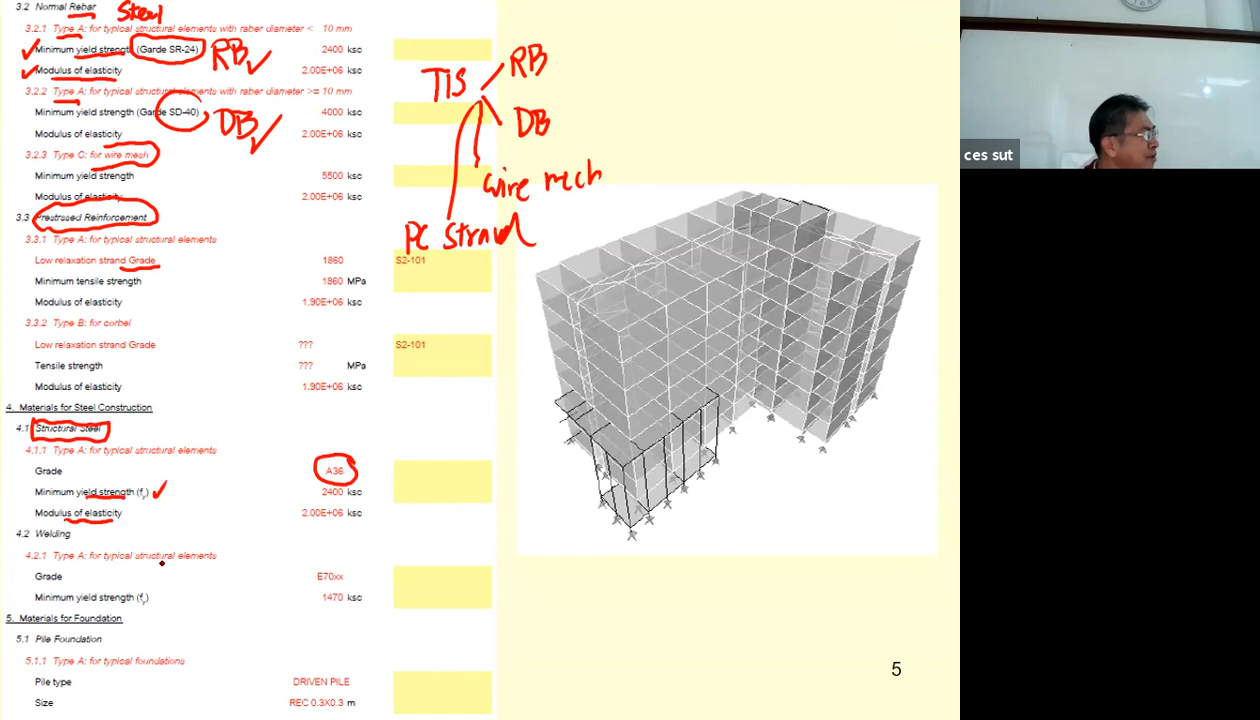 3.2 Normal Rebar Steel
3.2.1 Type A: for typical structural elements with raber diameter < 10 mm
Minimum yield strength (Garde SR-24) 2400 ksc
RB
Modulus of elasticity 2.00E+06 ksc
3.2.2 Type A: for typical structural elements with raber diameter >= 10 mm
Minimum yield strength (Garde SD-40) 4000 ksc
DB
Modulus of elasticity 2.00E+06 ksc
3.2.3 Type C: for wire mesh
Minimum yield strength 5500 ksc
Modulus of elasticity 2.00E+06 ksc
3.3 Prestrused Reinforcement
3.3.1 Type A: for typical structural elements
Low relaxation strand Grade 1860 S2-101
Minimum tensile strength 1860 MPa
Modulus of elasticity 1.90E+06 ksc
3.3.2 Type B: for corbel
Low relaxation strand Grade ??? S2-101
Tensile strength ??? MPa
Modulus of elasticity 1.90E+06 ksc
4. Materials for Steel Construction
4.1 Structural Steel
4.1.1 Type A: for typical structural elements
Grade A36
Minimum yield strength (fy) 2400 ksc
Modulus of elasticity 2.00E+06 ksc
4.2 Welding
4.2.1 Type A: for typical structural elements
Grade E70xx
Minimum yield strength (fy) 1470 ksc
5. Materials for Foundation
5.1 Pile Foundation
5.1.1 Type A: for typical foundations
Pile type DRIVEN PILE
Size REC 0.3X0.3 m
TIS
RB
DB
wire mech
PC strand
5
ces sut